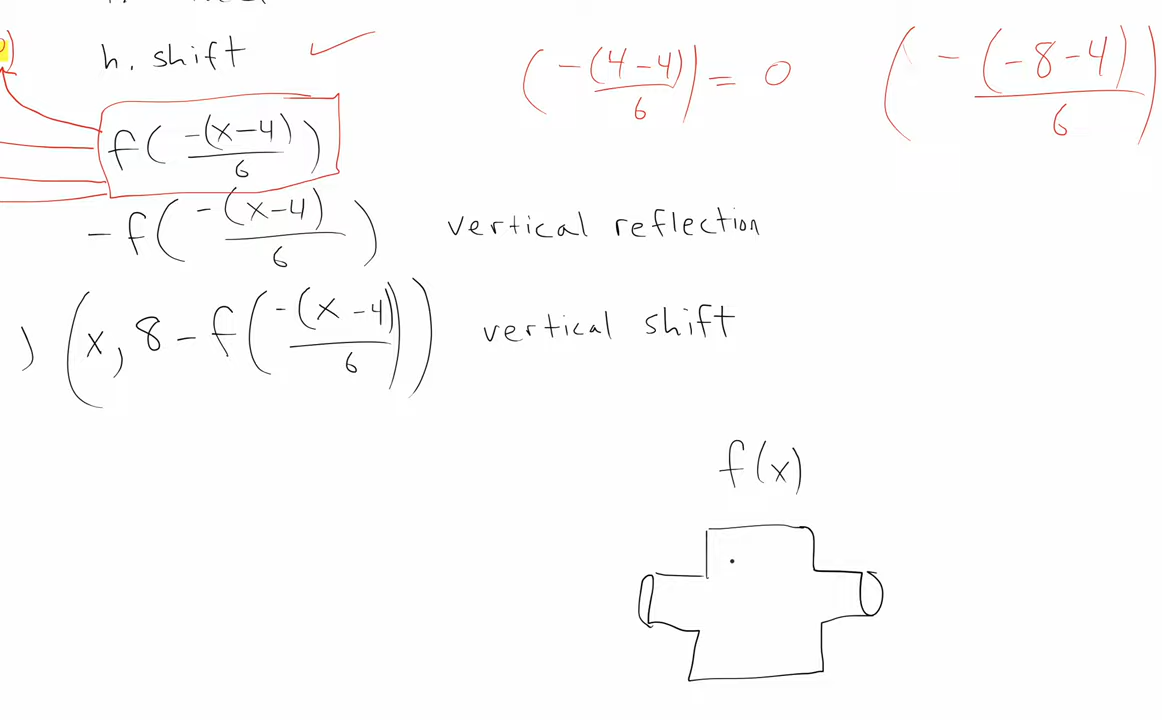 h. shift ✓
(-(4-4)/6) = 0
(-(-8-4)/6)
f(-(x-4)/6)
-f(-(x-4)/6) vertical reflection
) (x, 8-f(-(x-4)/6)) vertical shift
f(x)